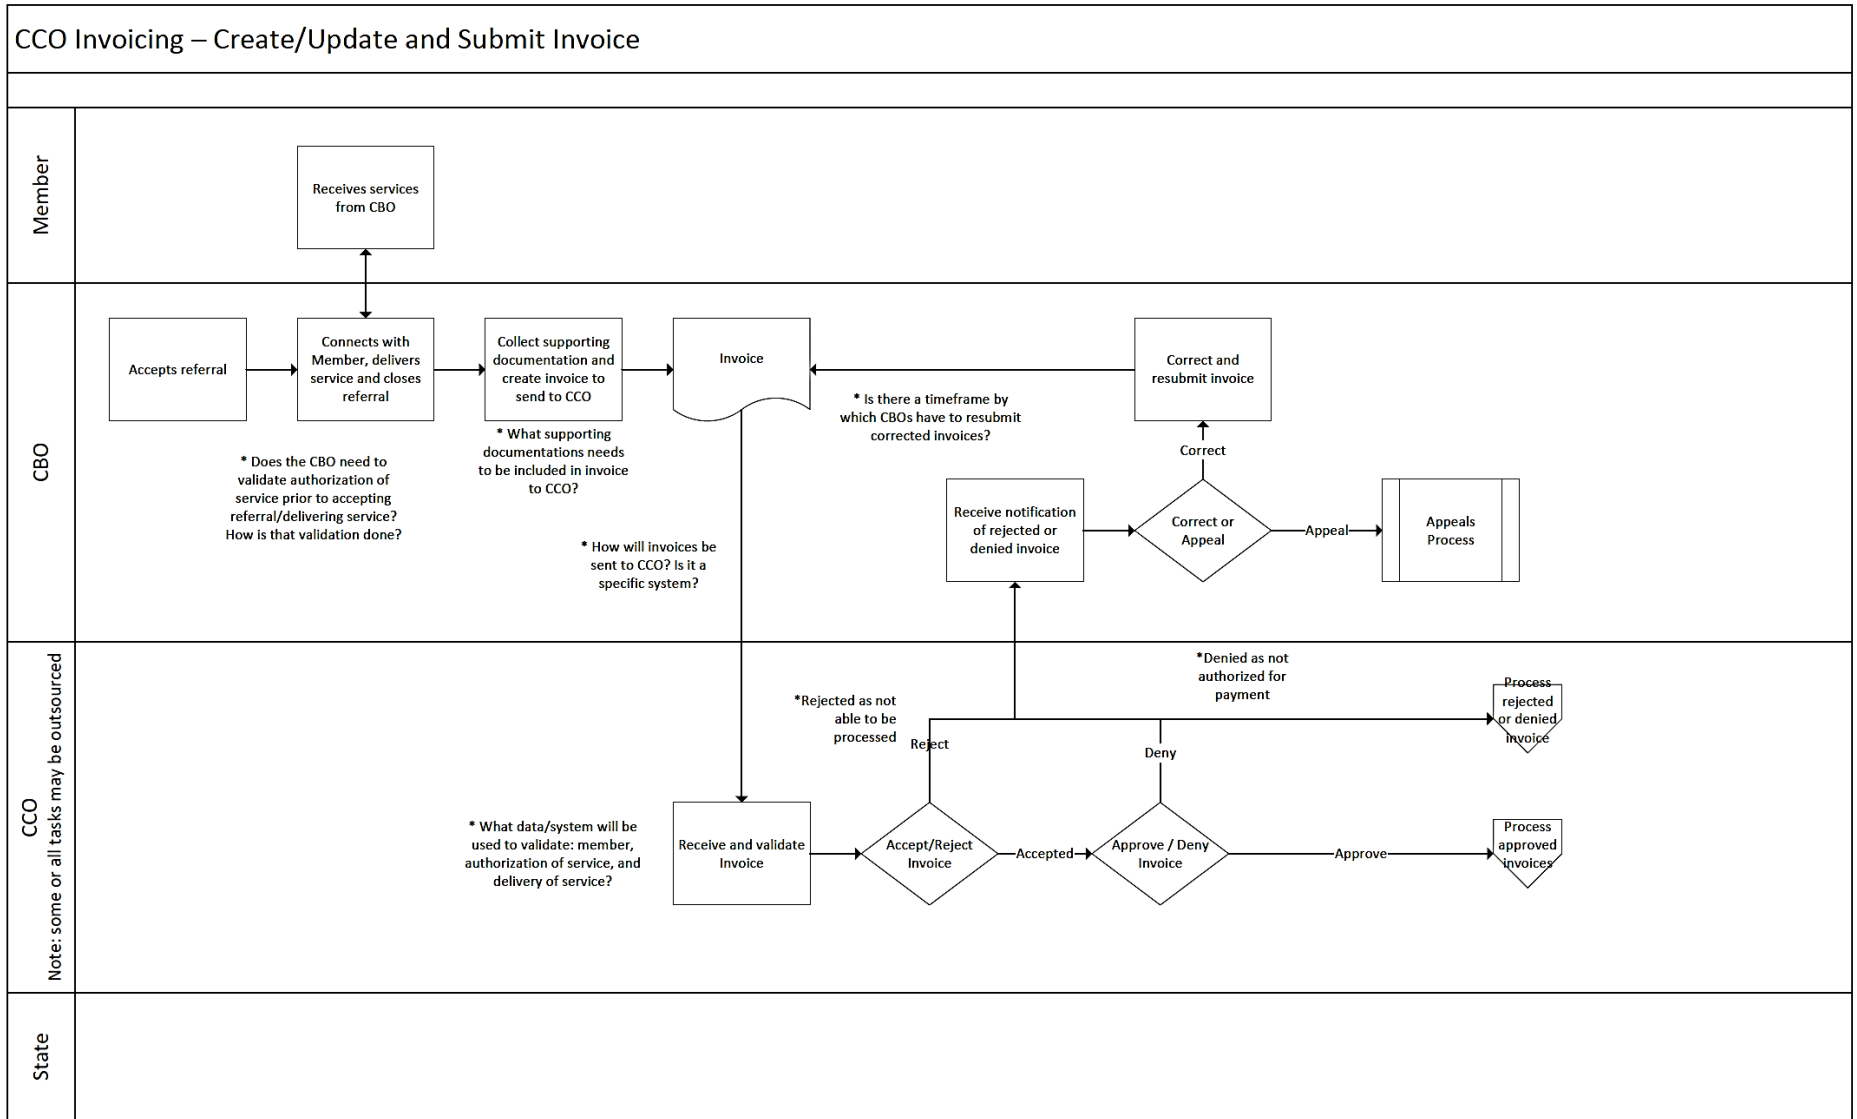 CCO Invoicing – Create/Update and Submit Invoice
Member
Receives services
from CBO
CBO
Accepts referral
Connects with
Member, delivers
service and closes
referral
Collect supporting
documentation and
create invoice to
send to CCO
Invoice
Correct and
resubmit invoice
* Does the CBO need to
validate authorization of
service prior to accepting
referral/delivering service?
How is that validation done?
* What supporting
documentations needs
to be included in invoice
to CCO?
* How will invoices be
sent to CCO? Is it a
specific system?
* Is there a timeframe by
which CBOs have to resubmit
corrected invoices?
Correct
Receive notification
of rejected or
denied invoice
Correct or
Appeal
Appeal
Appeals
Process
CCO
Note: some or all tasks may be outsourced
*Rejected as not
able to be
processed
Reject
*Denied as not
authorized for
payment
Deny
Process
rejected
or denied
invoice
* What data/system will be
used to validate: member,
authorization of service, and
delivery of service?
Receive and validate
Invoice
Accept/Reject
Invoice
Accepted
Approve / Deny
Invoice
Approve
Process
approved
invoices
State